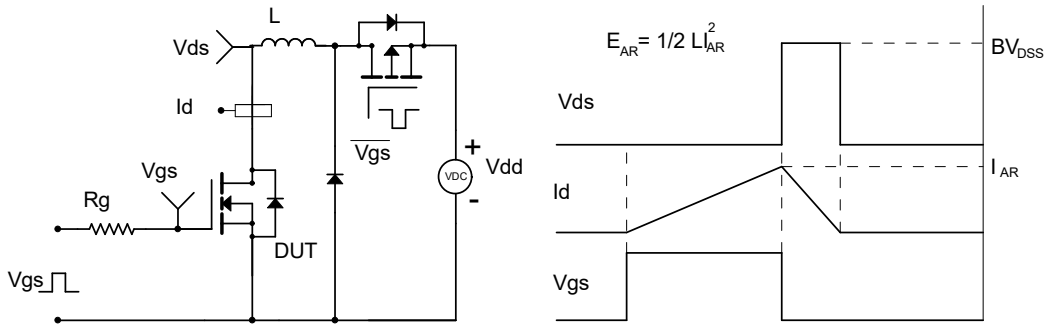 L
Vds
Id
Vgs
Vgs
Rg
DUT
Vgs
+
VDC
Vdd
-
E_AR= 1/2 LI_AR^2
BV_DSS
Vds
I_AR
Id
Vgs